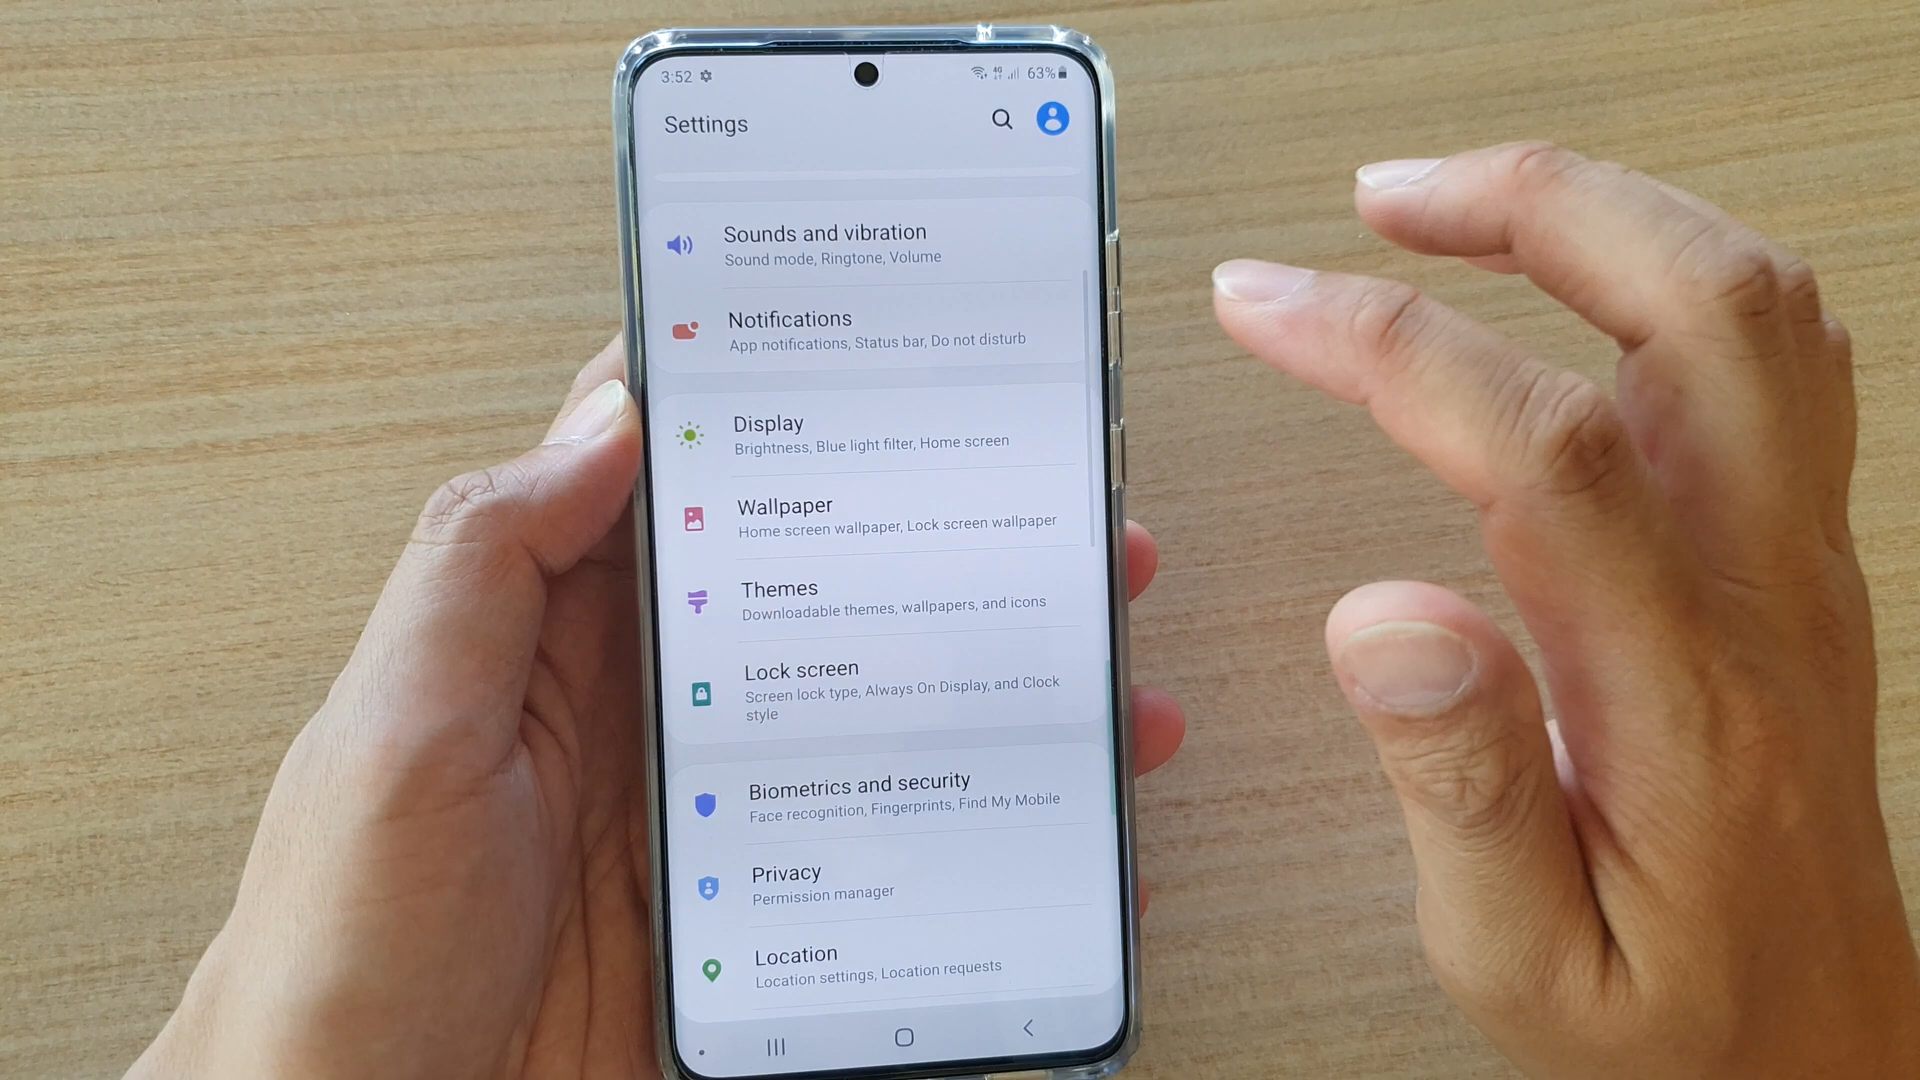 3:52
4G
63%
Settings
Sounds and vibration
Sound mode, Ringtone, Volume
Notifications
App notifications, Status bar, Do not disturb
Display
Brightness, Blue light filter, Home screen
Wallpaper
Home screen wallpaper, Lock screen wallpaper
Themes
Downloadable themes, wallpapers, and icons
Lock screen
Screen lock type, Always On Display, and Clock
style
Biometrics and security
Face recognition, Fingerprints, Find My Mobile
Privacy
Permission manager
Location
Location settings, Location requests